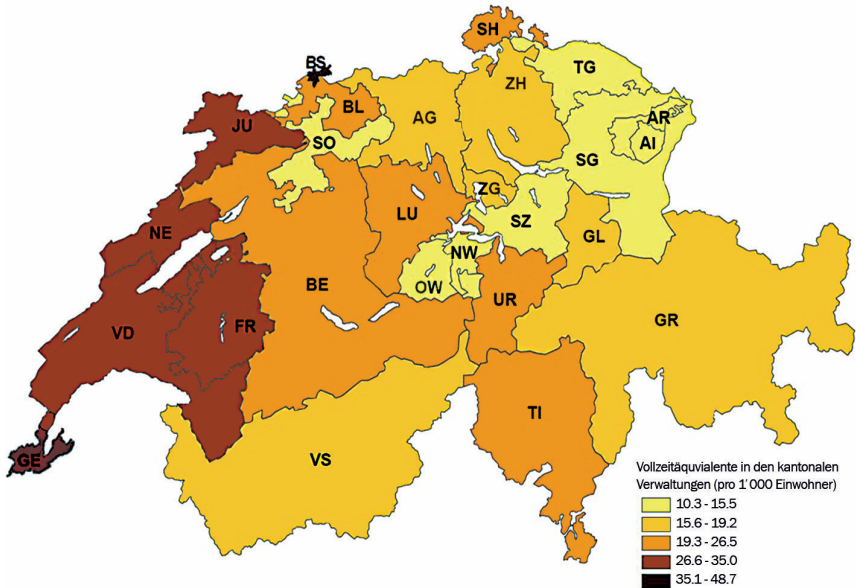 SH
BS
TG
ZH
BL
AG
AR
JU
SO
AI
SG
ZG
LU
SZ
NE
GL
NW
BE
OW
UR
GR
VD
FR
TI
VS
GE
Vollzeitäquvialente in den kantonalen
Verwaltungen (pro 1'000 Einwohner)
10.3 - 15.5
15.6 - 19.2
19.3 - 26.5
26.6 - 35.0
35.1 - 48.7